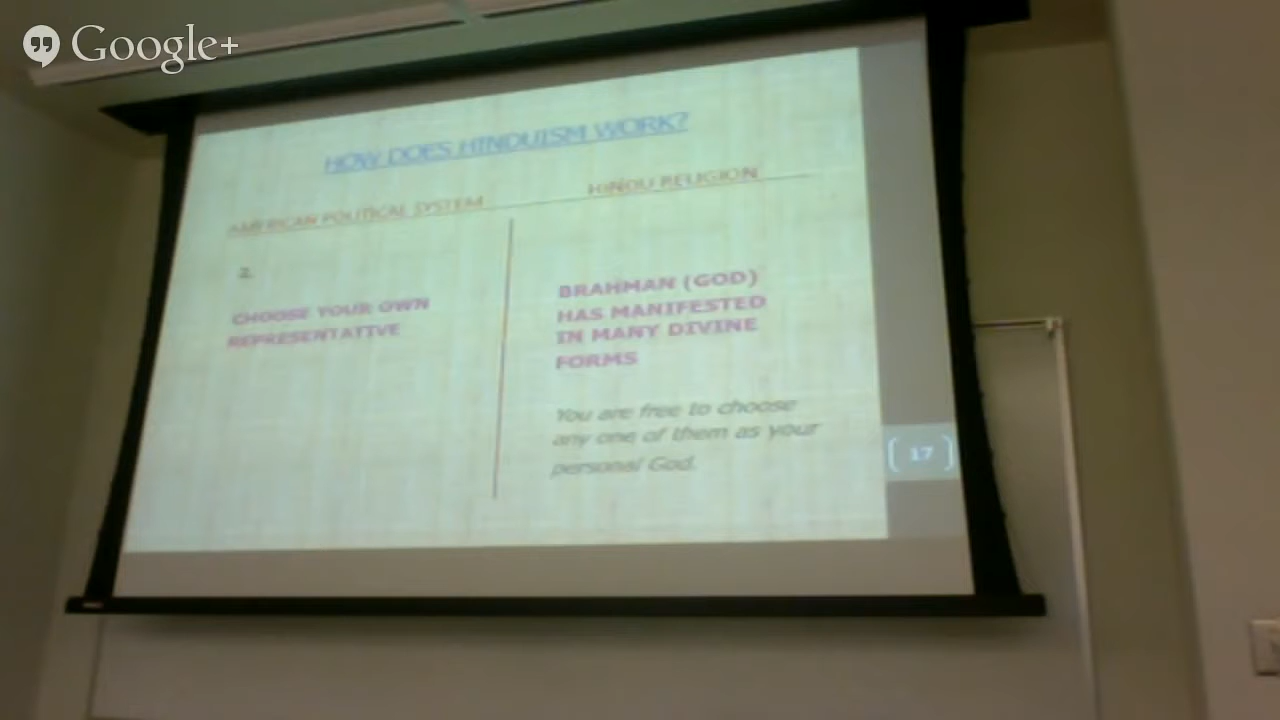 Google+
HOW DOES HINDUISM WORK?
AMERICAN POLITICAL SYSTEM
HINDU RELIGION
2.
CHOOSE YOUR OWN
REPRESENTATIVE
BRAHMAN (GOD)
HAS MANIFESTED
IN MANY DIVINE
FORMS
You are free to choose
any one of them as your
personal God.
17